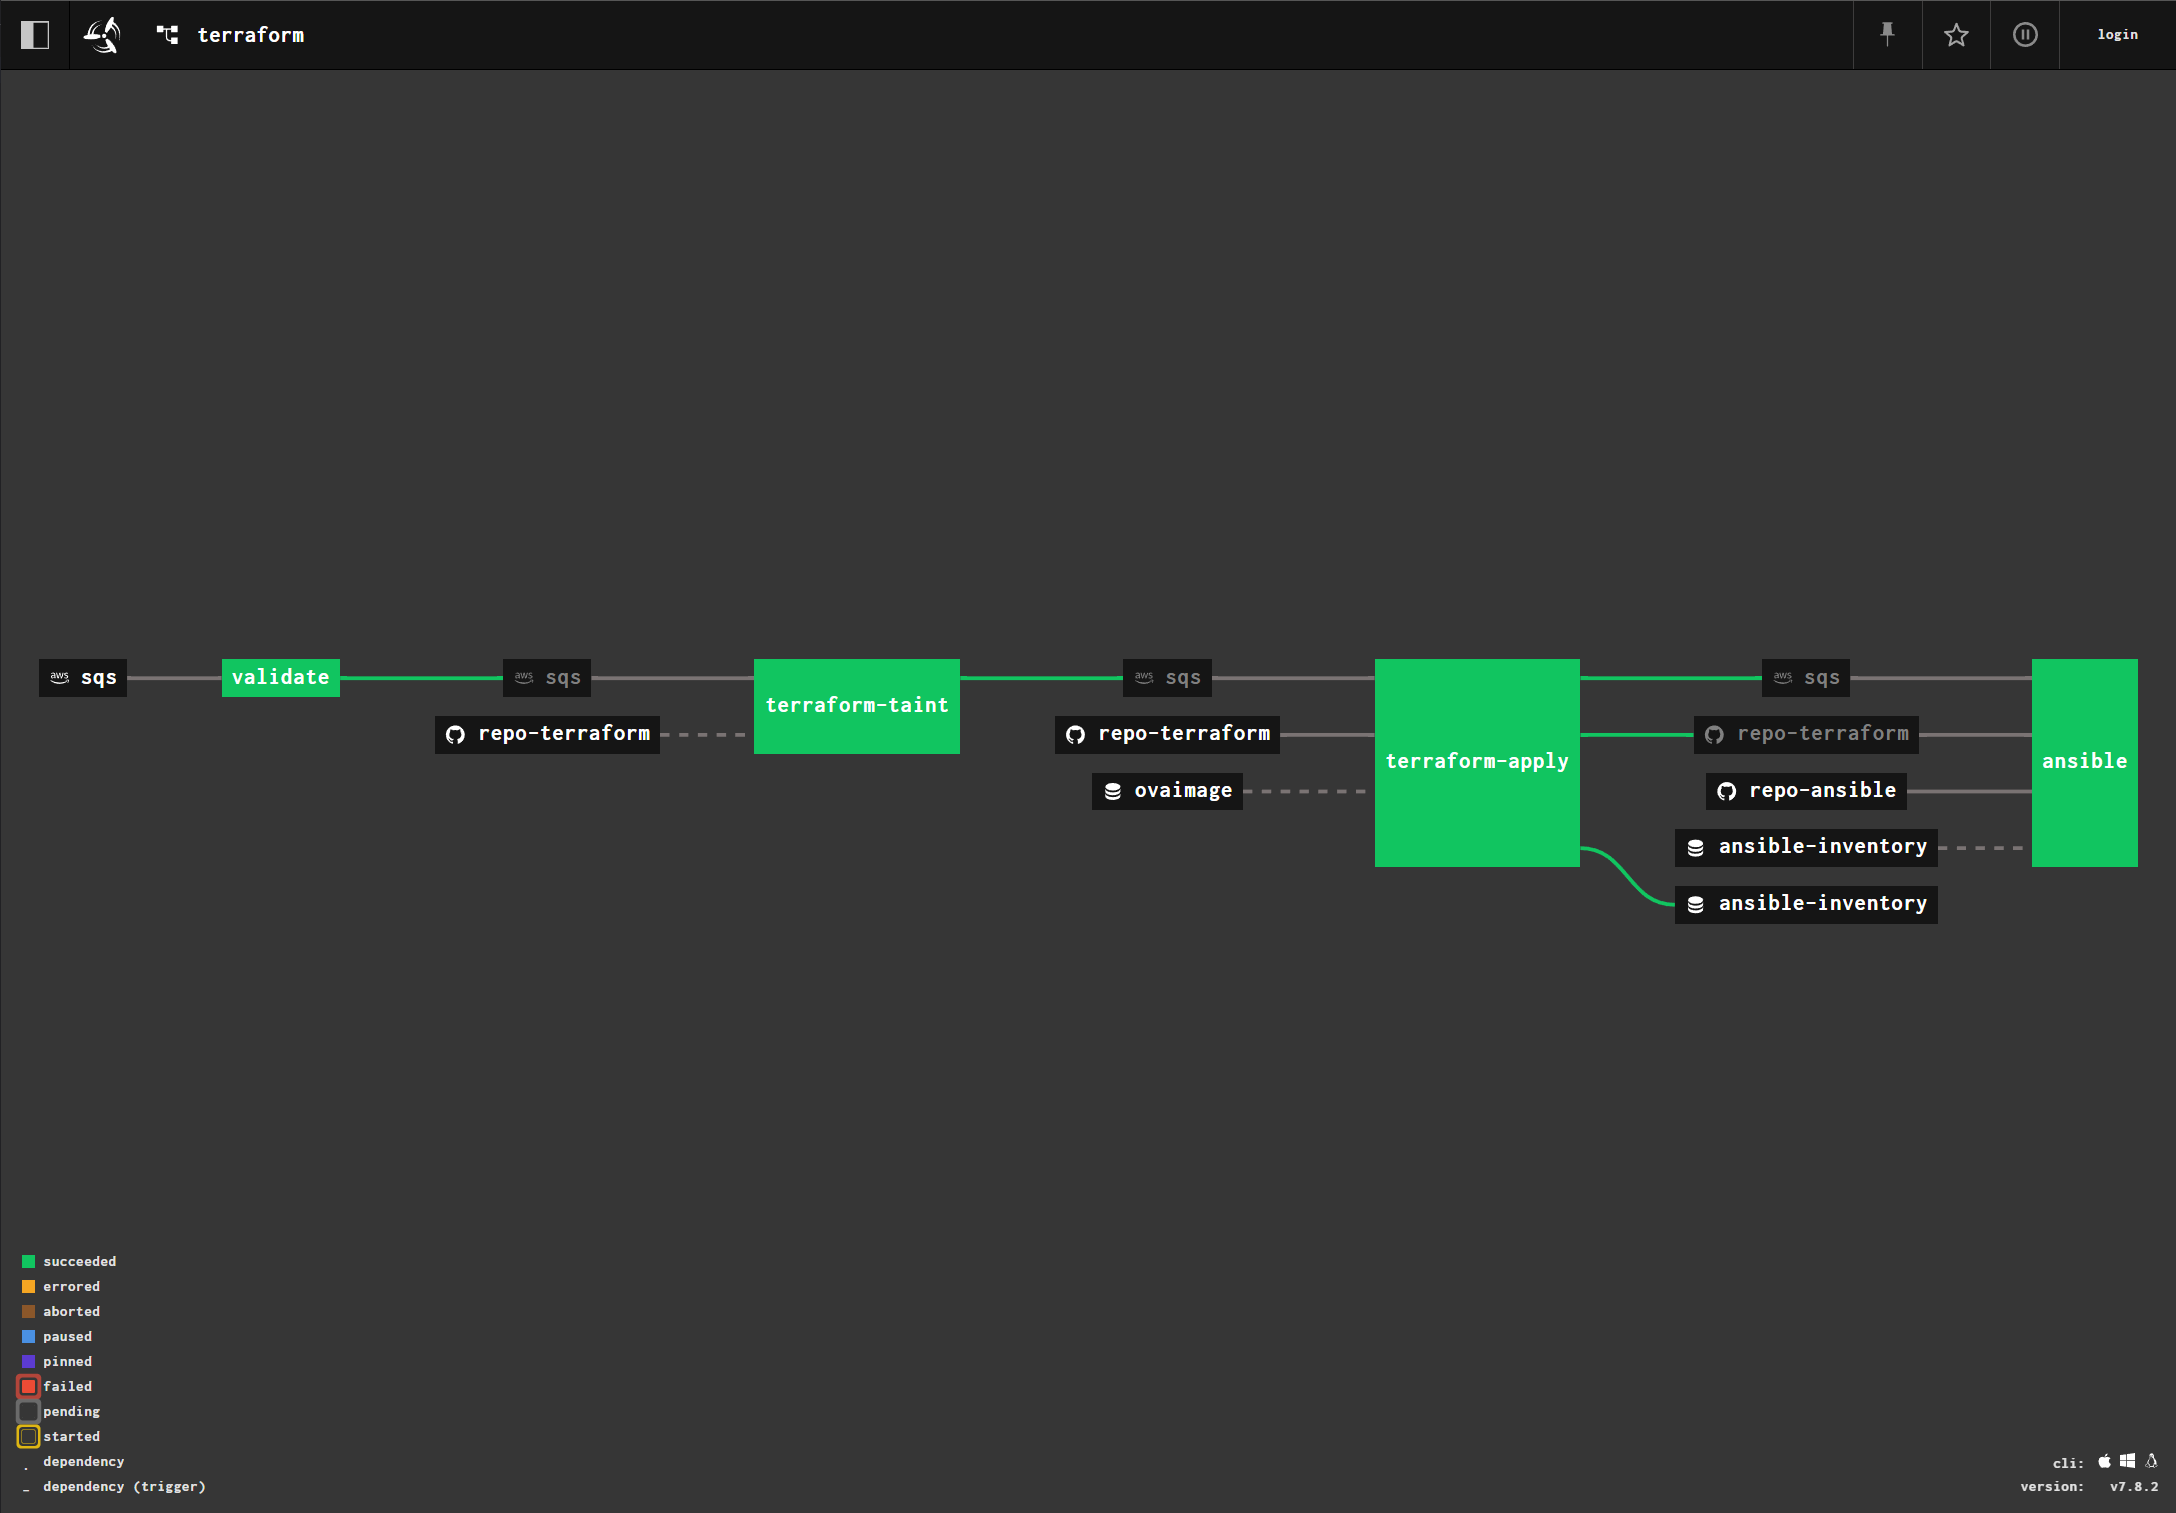 terraform
login
aws sqs
validate
aws sqs
terraform-taint
aws sqs
aws sqs
repo-terraform
repo-terraform
terraform-apply
repo-terraform
ansible
ovaimage
repo-ansible
ansible-inventory
ansible-inventory
succeeded
errored
aborted
paused
pinned
failed
pending
started
. dependency
- dependency (trigger)
cli:
version: v7.8.2